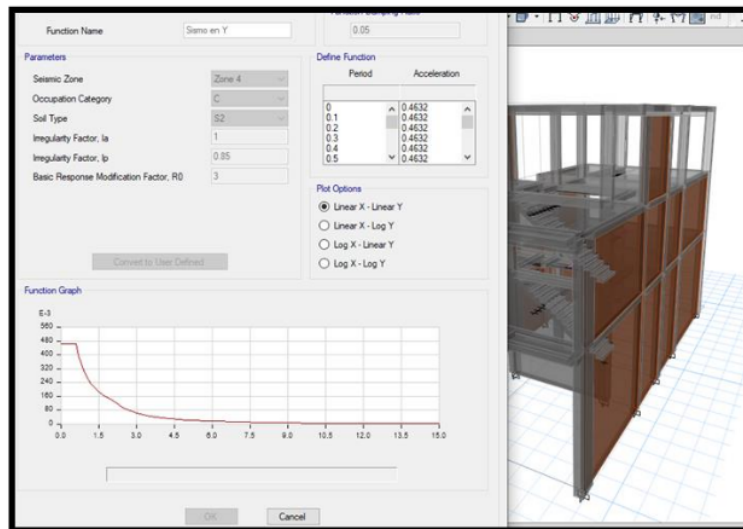 Function Name
Sismo en Y
0.05
Parameters
Seismic Zone
Zone 4
Occupation Category
C
Soil Type
S2
Irregularity Factor, Ia
1
Irregularity Factor, Ip
0.85
Basic Response Modification Factor, R0
3
Convert to User Defined
Define Function
Period Acceleration
0 0.4632
0.1 0.4632
0.2 0.4632
0.3 0.4632
0.4 0.4632
0.5 0.4632
Plot Options
Linear X - Linear Y
Linear X - Log Y
Log X - Linear Y
Log X - Log Y
Function Graph
E-3
560
480
400
320
240
160
80
0
0.0 1.5 3.0 4.5 6.0 7.5 9.0 10.5 12.0 13.5 15.0
OK Cancel